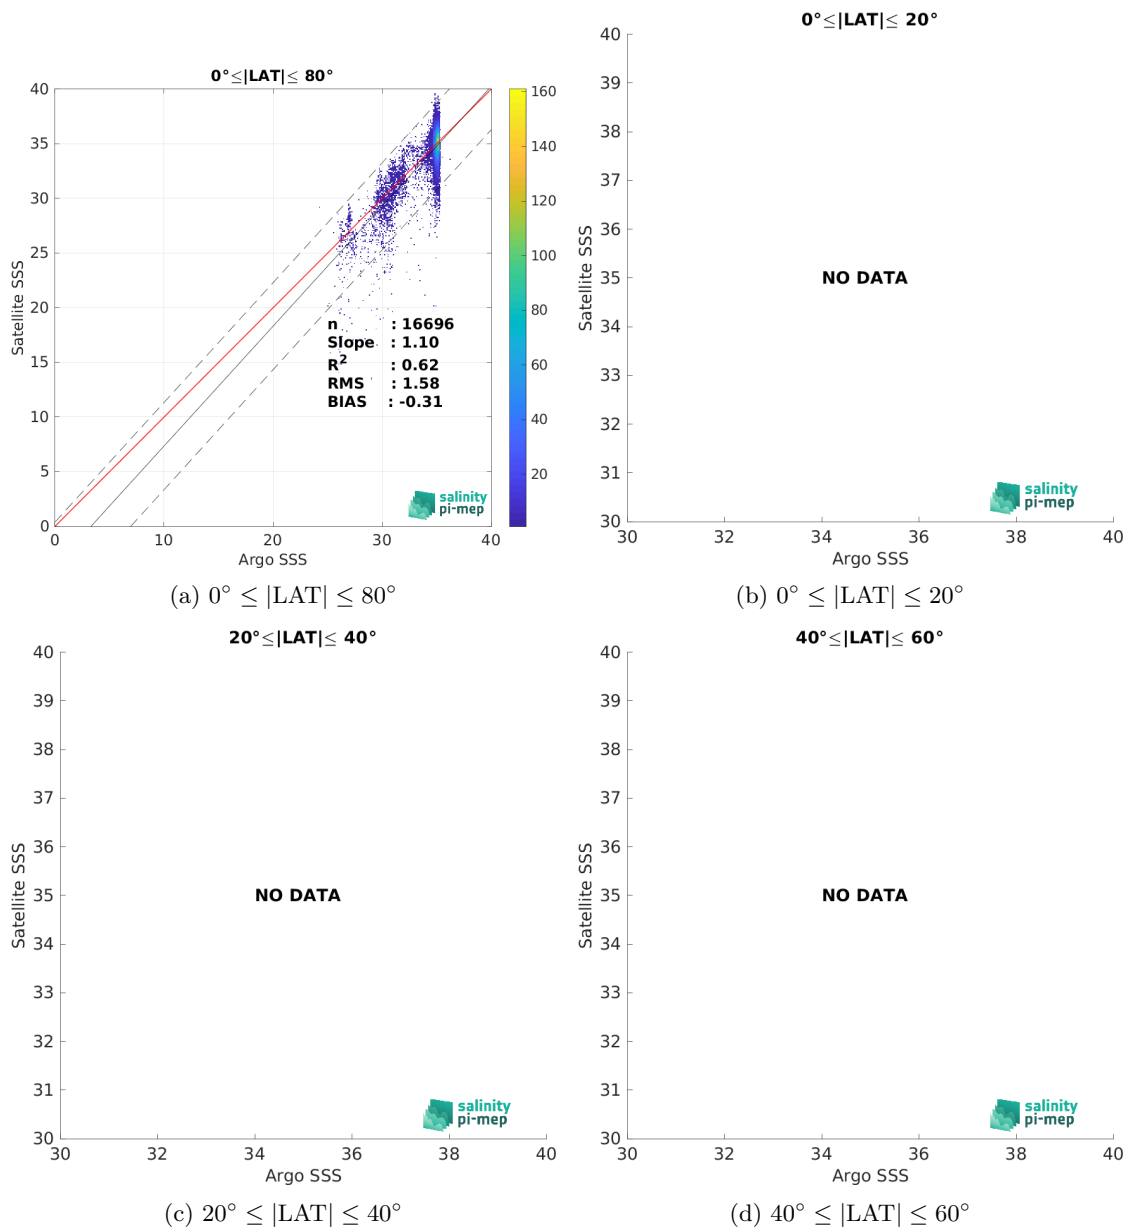 0°≤|LAT|≤ 80°
40
35
30
25
20
15
10
5
0
Satellite SSS
0
10
20
30
40
Argo SSS
160
140
120
100
80
60
40
20
n : 16696
Slope : 1.10
R² : 0.62
RMS : 1.58
BIAS : -0.31
salinity
pi-mep
(a) 0° ≤ |LAT| ≤ 80°
0°≤|LAT|≤ 20°
40
39
38
37
36
35
34
33
32
31
30
Satellite SSS
NO DATA
salinity
pi-mep
30
32
34
36
38
40
Argo SSS
(b) 0° ≤ |LAT| ≤ 20°
20°≤|LAT|≤ 40°
40
39
38
37
36
35
34
33
32
31
30
Satellite SSS
NO DATA
salinity
pi-mep
30
32
34
36
38
40
Argo SSS
(c) 20° ≤ |LAT| ≤ 40°
40°≤|LAT|≤ 60°
40
39
38
37
36
35
34
33
32
31
30
Satellite SSS
NO DATA
salinity
pi-mep
30
32
34
36
38
40
Argo SSS
(d) 40° ≤ |LAT| ≤ 60°